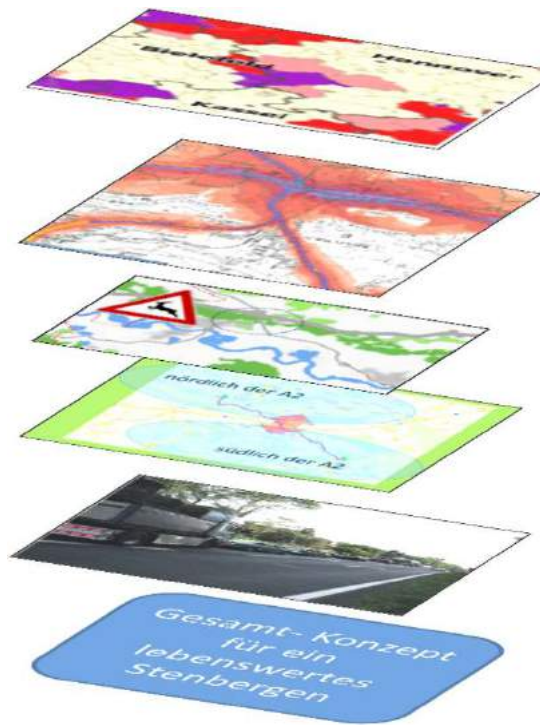 Hannover
Bielefeld
Kassel
nördlich der A2
südlich der A2
Gesamt- Konzept
für ein
lebenswertes
Stenbergen